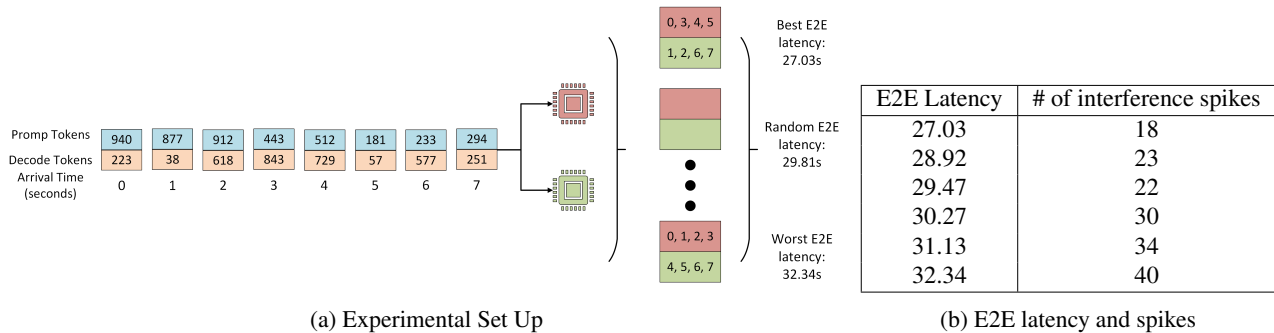 Promp Tokens
940 877 912 443 512 181 233 294
Decode Tokens
223 38 618 843 729 57 577 251
Arrival Time
(seconds)
0 1 2 3 4 5 6 7
0, 3, 4, 5
1, 2, 6, 7
Best E2E
latency:
27.03s
Random E2E
latency:
29.81s
0, 1, 2, 3
4, 5, 6, 7
Worst E2E
latency:
32.34s
(a) Experimental Set Up
E2E Latency # of interference spikes
27.03 18
28.92 23
29.47 22
30.27 30
31.13 34
32.34 40
(b) E2E latency and spikes